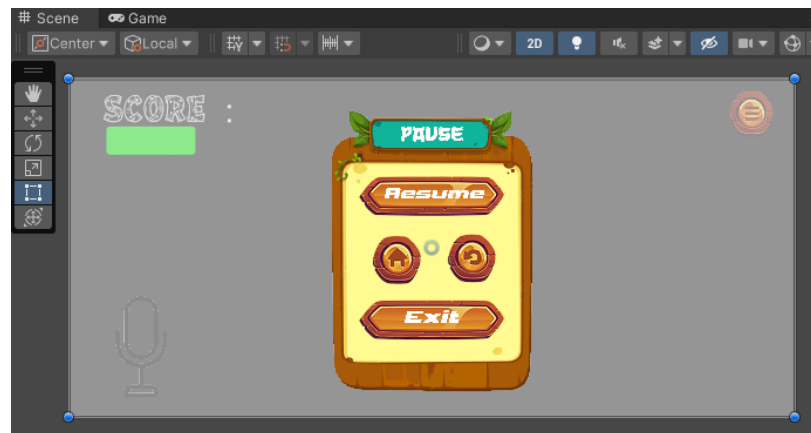 Scene Game
Center Local 2D
SCORE :
PAUSE
Resume
Exit